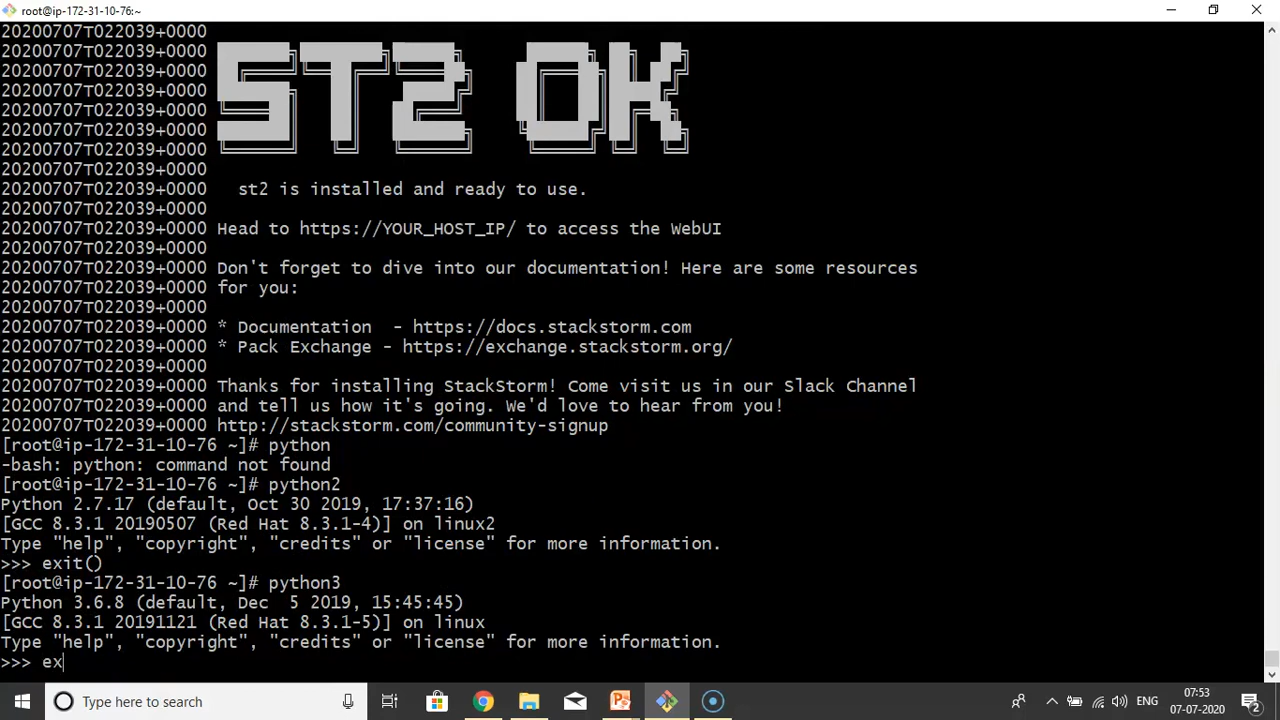 root@ip-172-31-10-76:~
20200707T022039+0000
20200707T022039+0000
20200707T022039+0000
20200707T022039+0000
20200707T022039+0000
20200707T022039+0000
20200707T022039+0000
ST2 OK
20200707T022039+0000
20200707T022039+0000 st2 is installed and ready to use.
20200707T022039+0000
20200707T022039+0000 Head to https://YOUR_HOST_IP/ to access the WebUI
20200707T022039+0000
20200707T022039+0000 Don't forget to dive into our documentation! Here are some resources
20200707T022039+0000 for you:
20200707T022039+0000
20200707T022039+0000 * Documentation - https://docs.stackstorm.com
20200707T022039+0000 * Pack Exchange - https://exchange.stackstorm.org/
20200707T022039+0000
20200707T022039+0000 Thanks for installing StackStorm! Come visit us in our Slack Channel
20200707T022039+0000 and tell us how it's going. We'd love to hear from you!
20200707T022039+0000 http://stackstorm.com/community-signup
[root@ip-172-31-10-76 ~]# python
-bash: python: command not found
[root@ip-172-31-10-76 ~]# python2
Python 2.7.17 (default, Oct 30 2019, 17:37:16)
[GCC 8.3.1 20190507 (Red Hat 8.3.1-4)] on linux2
Type "help", "copyright", "credits" or "license" for more information.
>>> exit()
[root@ip-172-31-10-76 ~]# python3
Python 3.6.8 (default, Dec 5 2019, 15:45:45)
[GCC 8.3.1 20191121 (Red Hat 8.3.1-5)] on linux
Type "help", "copyright", "credits" or "license" for more information.
>>> ex
Type here to search
ENG
07:53
07-07-2020
2